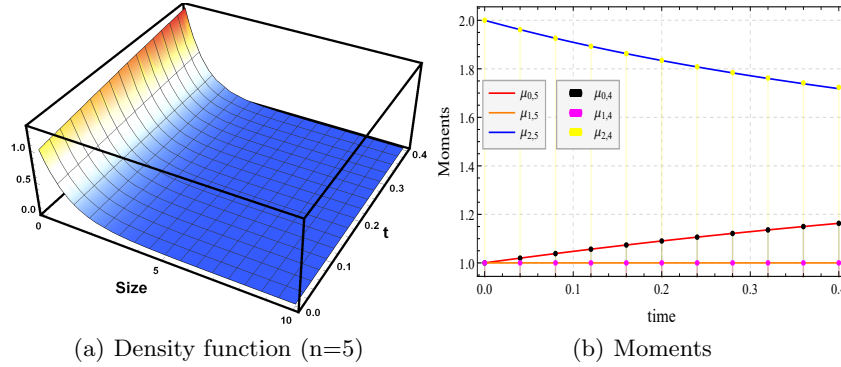 1.0
0.5
0.0
0
5
10
Size
0.0
0.1
0.2
0.3
0.4
t
(a) Density function (n=5)
2.0
1.8
1.6
1.4
1.2
1.0
Moments
μ0,5
μ1,5
μ2,5
μ0,4
μ1,4
μ2,4
0.0 0.1 0.2 0.3 0.4
time
(b) Moments